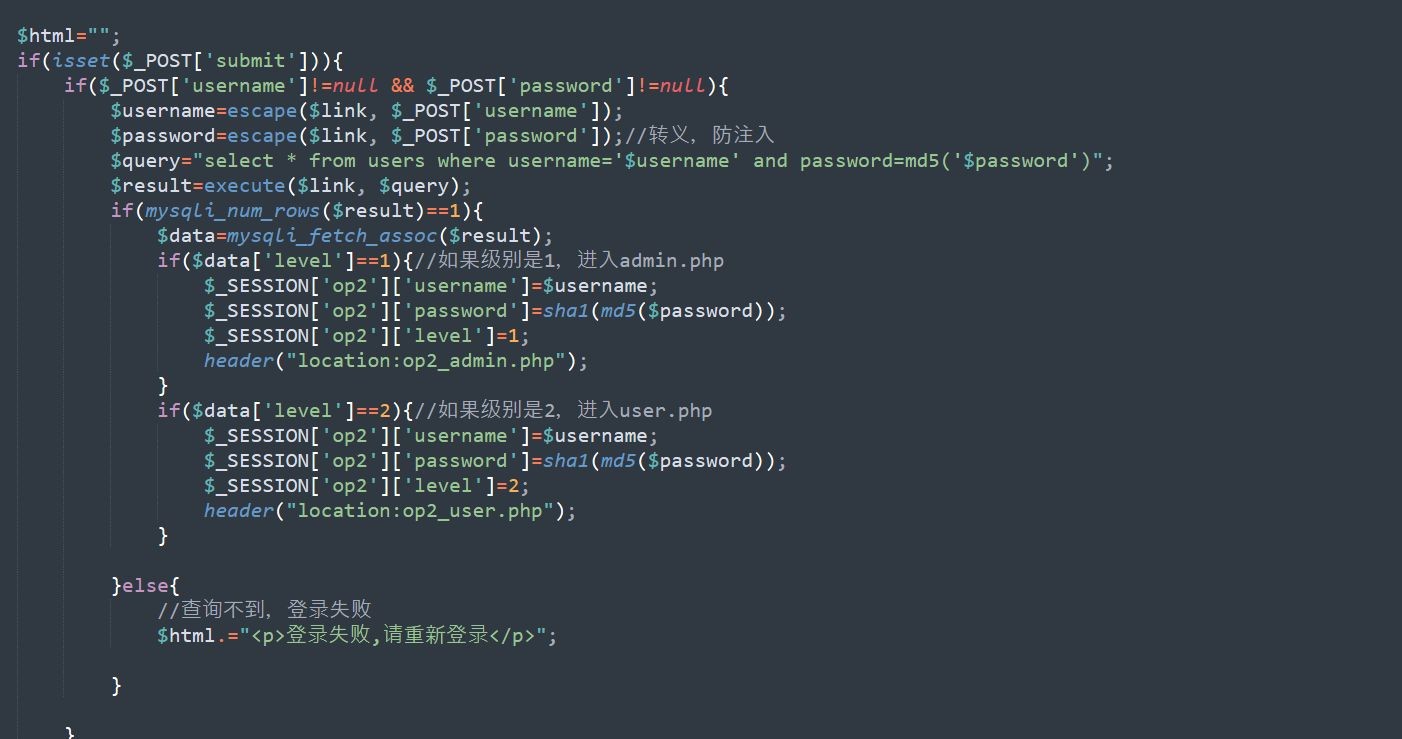 $html="";
if(isset($_POST['submit'])){
    if($_POST['username']!=null && $_POST['password']!=null){
        $username=escape($link, $_POST['username']);
        $password=escape($link, $_POST['password']);//转义，防注入
        $query="select * from users where username='$username' and password=md5('$password')";
        $result=execute($link, $query);
        if(mysqli_num_rows($result)==1){
            $data=mysqli_fetch_assoc($result);
            if($data['level']==1){//如果级别是1，进入admin.php
                $_SESSION['op2']['username']=$username;
                $_SESSION['op2']['password']=sha1(md5($password));
                $_SESSION['op2']['level']=1;
                header("location:op2_admin.php");
            }
            if($data['level']==2){//如果级别是2，进入user.php
                $_SESSION['op2']['username']=$username;
                $_SESSION['op2']['password']=sha1(md5($password));
                $_SESSION['op2']['level']=2;
                header("location:op2_user.php");
            }
        }else{
            //查询不到，登录失败
            $html.="<p>登录失败,请重新登录</p>";
        }
    }